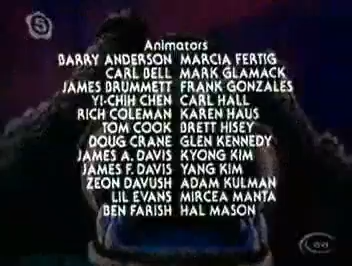 5
Animators
BARRY ANDERSON MARCIA FERTIG
CARL BELL MARK GLAMACK
JAMES BRUMMETT FRANK GONZALES
YI-CHIH CHEN CARL HALL
RICH COLEMAN KAREN HAUS
TOM COOK BRETT HISEY
DOUG CRANE GLEN KENNEDY
JAMES A. DAVIS KYONG KIM
JAMES F. DAVIS YANG KIM
ZEON DAVUSH ADAM KULMAN
LIL EVANS MIRCEA MANTA
BEN FARISH HAL MASON